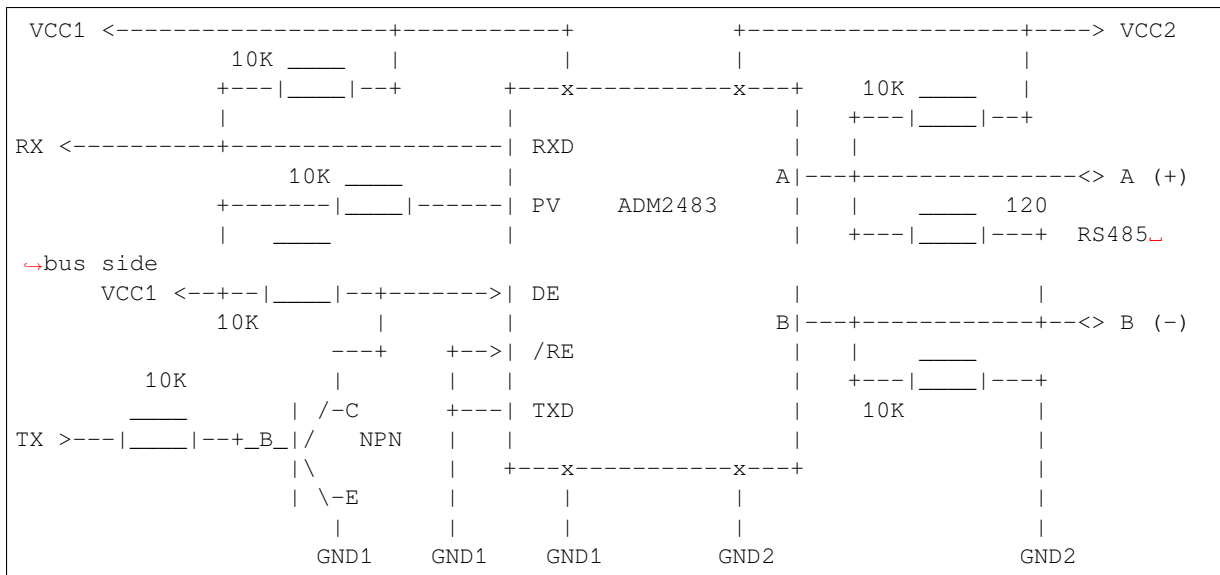 VCC1 <--------------------+-----------+           +-------------------+----> VCC2
10K ____ | | | |
+---|____|--+ +---x-----------x---+ 10K ____ |
| | | +---|____|--+
RX <----------+-------------------| RXD | |
10K ____ | A|---+---------------<> A (+)
+-------|____|------| PV ADM2483 | | ____ 120
| ____ | | +---|____|---+ RS485␣
↪bus side
VCC1 <--+--|____|--+------->| DE | |
10K | | B|---+------------+--<> B (-)
---+ +-->| /RE | | ____
10K | | | | +---|____|---+
____ | /-C +---| TXD | 10K |
TX >---|____|--+_B_|/ NPN | | | |
|\ | +---x-----------x---+ |
| \-E | | | |
| | | | |
GND1 GND1 GND1 GND2 GND2